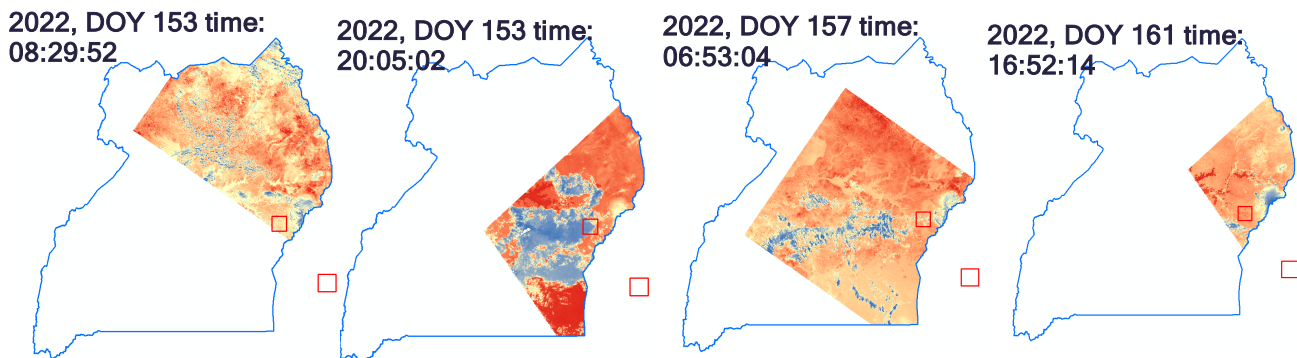 2022, DOY 153 time:
08:29:52
2022, DOY 153 time:
20:05:02
2022, DOY 157 time:
06:53:04
2022, DOY 161 time:
16:52:14